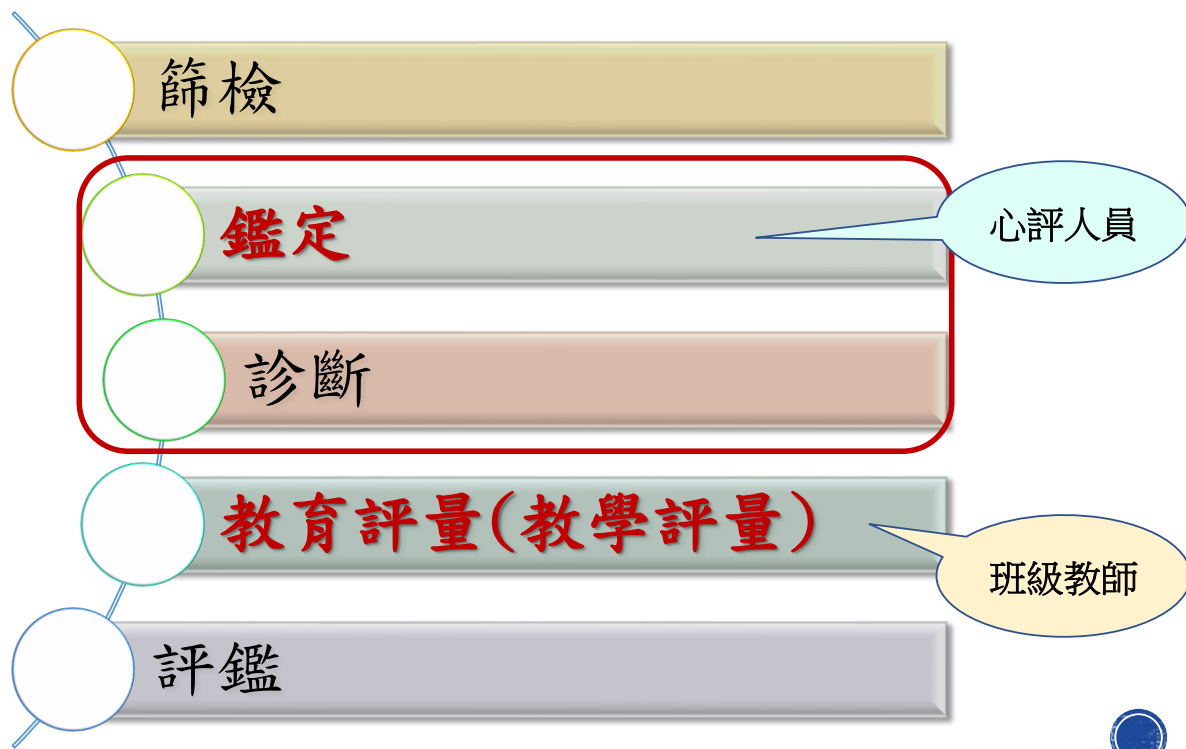 篩檢
鑑定
心評人員
診斷
教育評量(教學評量)
班級教師
評鑑